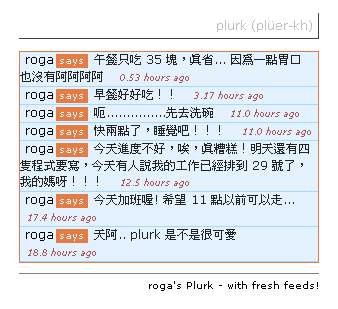 plurk (plüer-kh)
roga says 午餐只吃 35 塊，真省... 因為一點胃口
也沒有阿阿阿阿 0.53 hours ago
roga says 早餐好好吃！！ 3.17 hours ago
roga says 呃..............先去洗碗 11.0 hours ago
roga says 快兩點了，睡覺吧！！！ 11.0 hours ago
roga says 今天進度不好，唉，真糟糕！明天還有四
隻程式要寫，今天有人說我的工作已經排到 29 號了，
我的媽呀！！！ 12.5 hours ago
roga says 今天加班喔! 希望 11 點以前可以走...
17.4 hours ago
roga says 天阿.. plurk 是不是很可愛
18.8 hours ago
roga's Plurk - with fresh feeds!